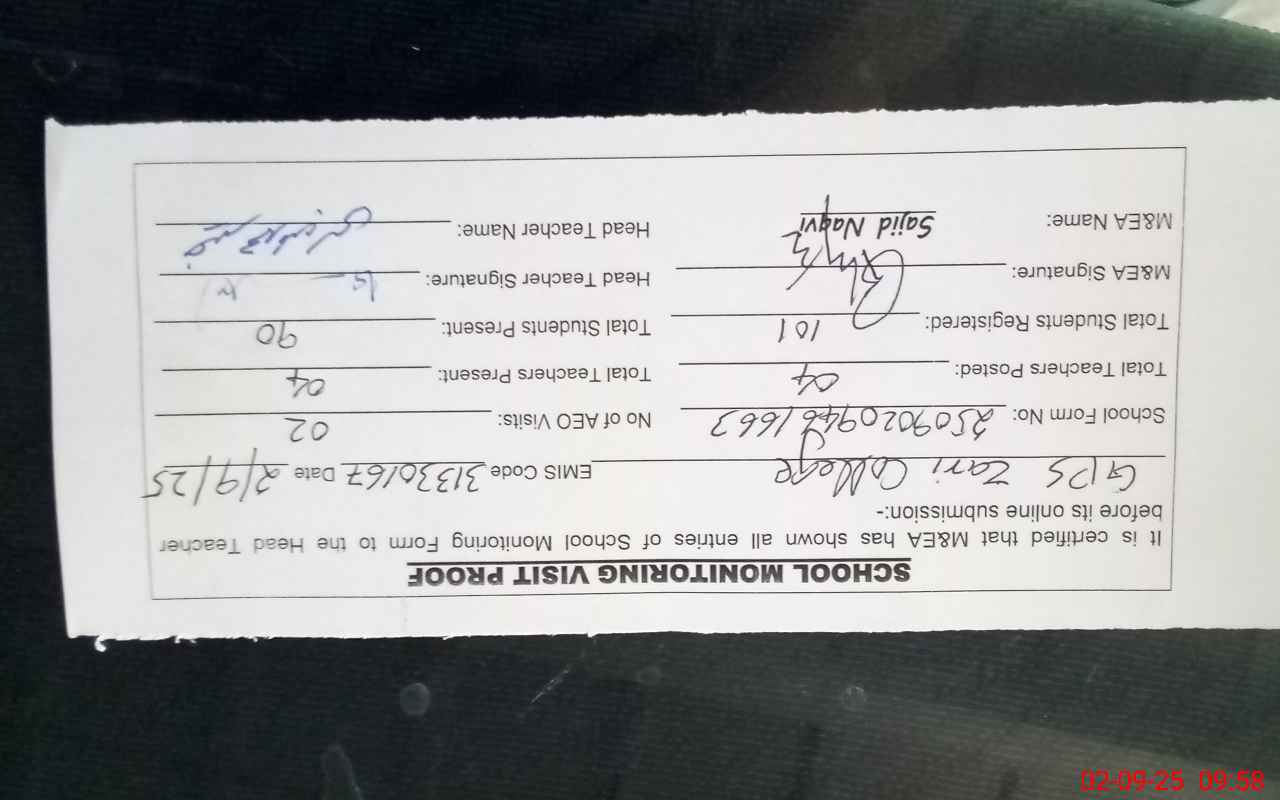 SCHOOL MONITORING VISIT PROOF
It is certified that M&EA has shown all entries of School Monitoring Form to the Head Teacher
before its online submission:-
GPS Zari College EMIS Code 31330167 Date 2/9/25
School Form No: No of AEO Visits: 02
Total Teachers Posted: 04 Total Teachers Present: 04
Total Students Registered: 101 Total Students Present: 90
M&EA Signature: Head Teacher Signature:
M&EA Name: Sajid Naqvi Head Teacher Name:
02-09-25 09:58